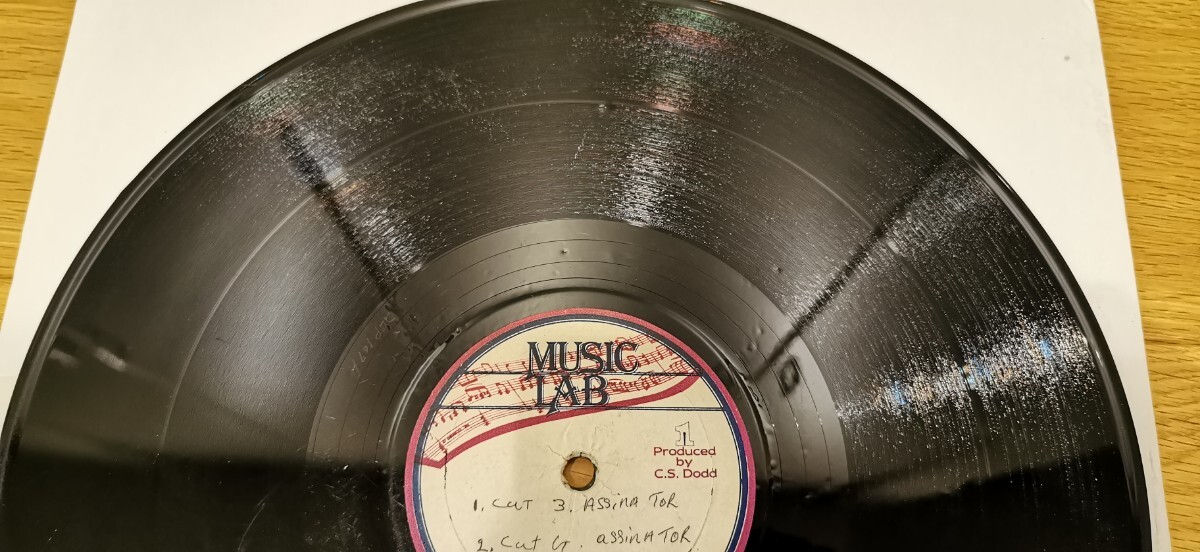 MUSIC
LAB
1
Produced
by
C.S. Dodd
1. CUT 3. ASSINATOR
2. Cut 4. assinATOR